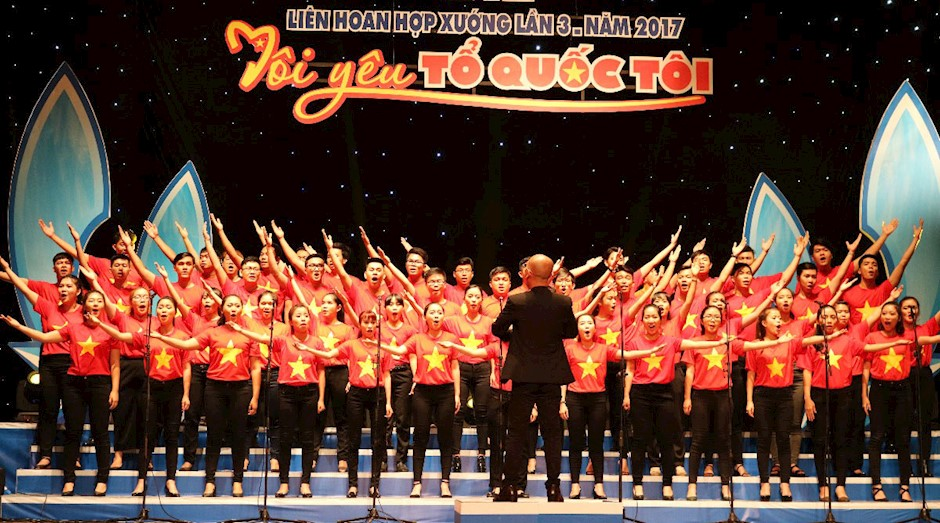 LIÊN HOAN HỢP XƯỚNG LẦN 3 . NĂM 2017
Tôi yêu TỔ QUỐC TÔI